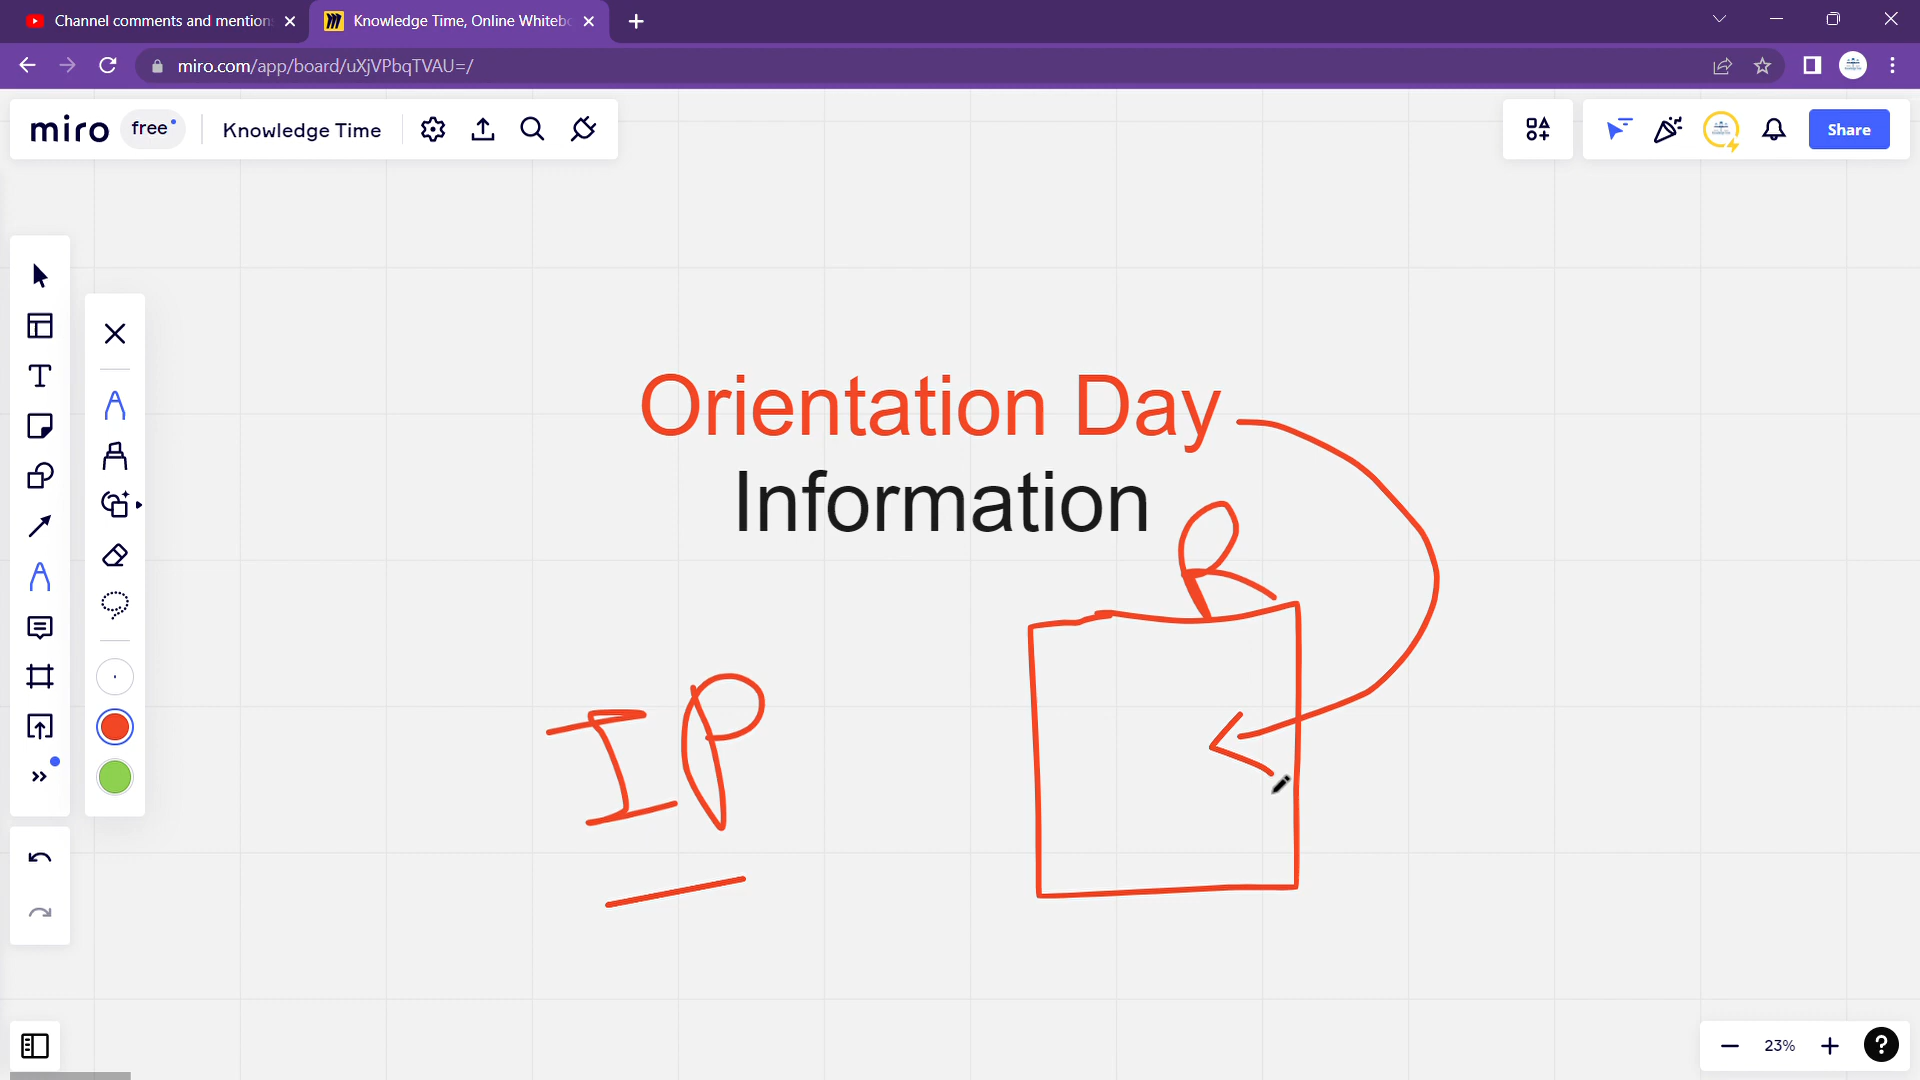 Channel comments and mention
Knowledge Time, Online Whitebo
miro.com/app/board/uXjVPbqTVAU=/
miro free Knowledge Time
Share
Orientation Day
Information
R
IP
23%